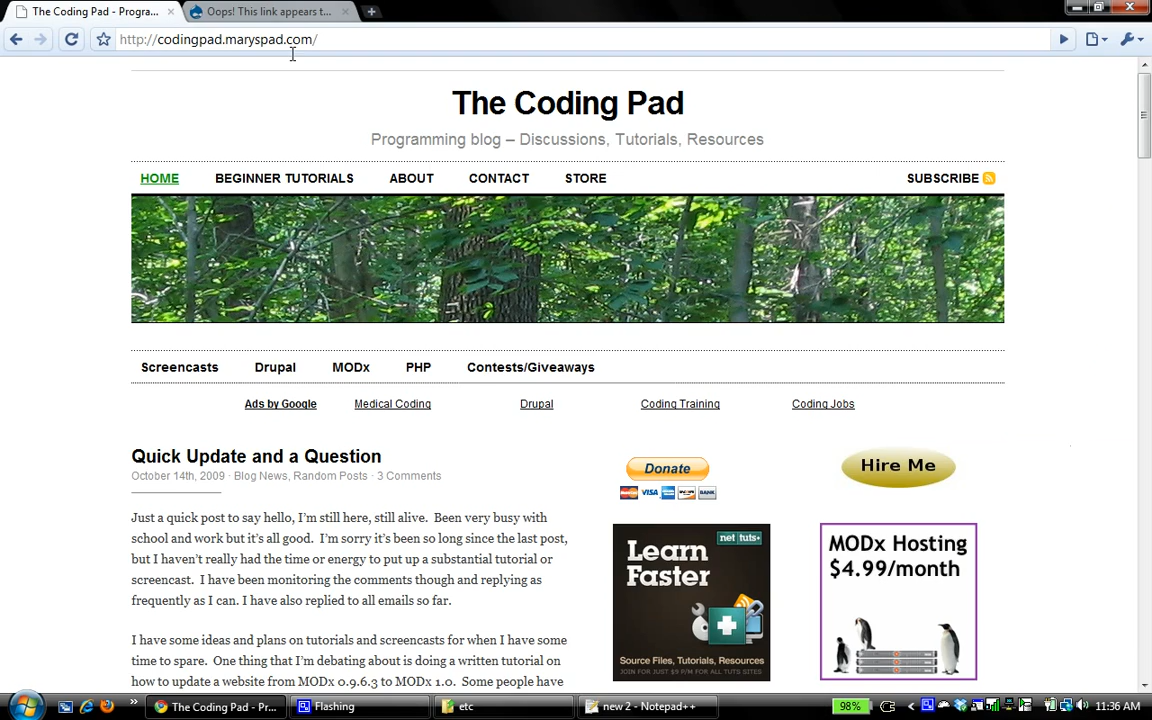 The Coding Pad - Progra...
Oops! This link appears t...
http://codingpad.maryspad.com/
The Coding Pad
Programming blog – Discussions, Tutorials, Resources
HOME BEGINNER TUTORIALS ABOUT CONTACT STORE SUBSCRIBE
Screencasts Drupal MODx PHP Contests/Giveaways
Ads by Google Medical Coding Drupal Coding Training Coding Jobs
Quick Update and a Question
October 14th, 2009 · Blog News, Random Posts · 3 Comments
Just a quick post to say hello, I'm still here, still alive. Been very busy with
school and work but it's all good. I'm sorry it's been so long since the last post,
but I haven't really had the time or energy to put up a substantial tutorial or
screencast. I have been monitoring the comments though and replying as
frequently as I can. I have also replied to all emails so far.
I have some ideas and plans on tutorials and screencasts for when I have some
time to spare. One thing that I'm debating about is doing a written tutorial on
how to update a website from MODx 0.9.6.3 to MODx 1.0. Some people have
Donate
VISA BANK
Hire Me
net tuts+
Learn
Faster
Source Files, Tutorials, Resources
JOIN FOR JUST $9 P/M FOR ALL TUTS SITES
MODx Hosting
$4.99/month
The Coding Pad - Pr...
Flashing
etc
new 2 - Notepad++
98%
11:36 AM